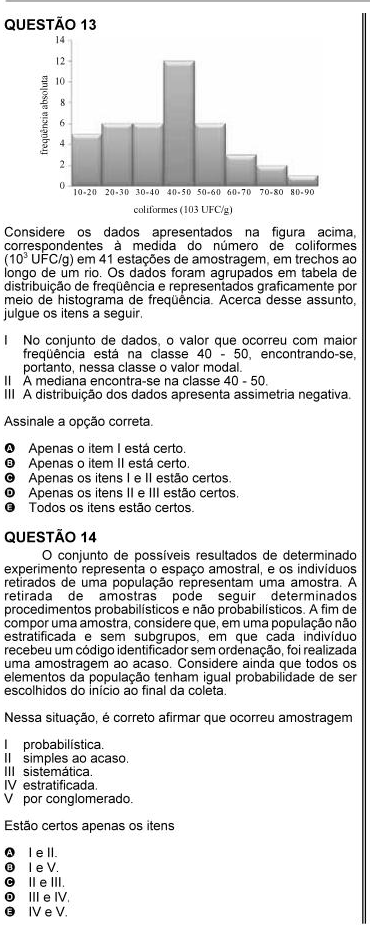 QUESTÃO 13
14
12
10
8
6
4
2
0
freqüência absoluta
10-20 20-30 30-40 40-50 50-60 60-70 70-80 80-90
coliformes (103 UFC/g)
Considere os dados apresentados na figura acima,
correspondentes à medida do número de coliformes
(10³ UFC/g) em 41 estações de amostragem, em trechos ao
longo de um rio. Os dados foram agrupados em tabela de
distribuição de freqüência e representados graficamente por
meio de histograma de freqüência. Acerca desse assunto,
julgue os itens a seguir.
I No conjunto de dados, o valor que ocorreu com maior
freqüência está na classe 40 - 50, encontrando-se,
portanto, nessa classe o valor modal.
II A mediana encontra-se na classe 40 - 50.
III A distribuição dos dados apresenta assimetria negativa.
Assinale a opção correta.
A Apenas o item I está certo.
B Apenas o item II está certo.
C Apenas os itens I e II estão certos.
D Apenas os itens II e III estão certos.
E Todos os itens estão certos.
QUESTÃO 14
O conjunto de possíveis resultados de determinado
experimento representa o espaço amostral, e os indivíduos
retirados de uma população representam uma amostra. A
retirada de amostras pode seguir determinados
procedimentos probabilísticos e não probabilísticos. A fim de
compor uma amostra, considere que, em uma população não
estratificada e sem subgrupos, em que cada indivíduo
recebeu um código identificador sem ordenação, foi realizada
uma amostragem ao acaso. Considere ainda que todos os
elementos da população tenham igual probabilidade de ser
escolhidos do início ao final da coleta.
Nessa situação, é correto afirmar que ocorreu amostragem
I probabilística.
II simples ao acaso.
III sistemática.
IV estratificada.
V por conglomerado.
Estão certos apenas os itens
A I e II.
B I e V.
C II e III.
D III e IV.
E IV e V.